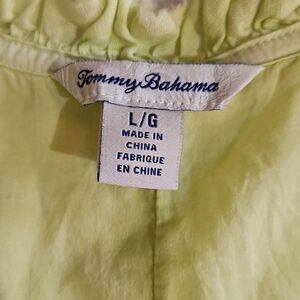 Tommy Bahama
L/G
MADE IN
CHINA
FABRIQUE
EN CHINE